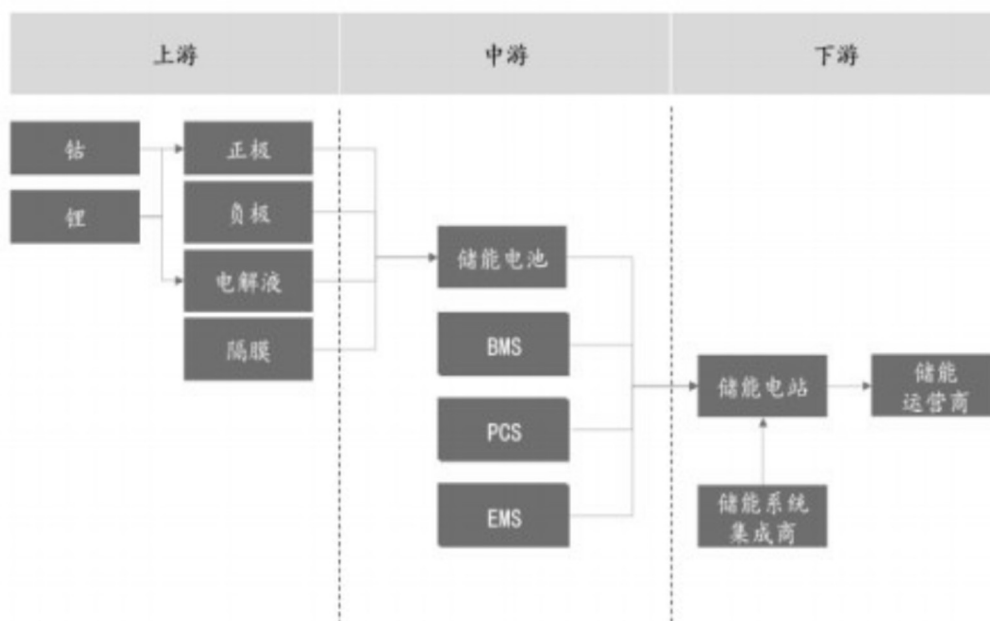 上游
中游
下游
钴
锂
正极
负极
电解液
隔膜
储能电池
BMS
PCS
EMS
储能电站
储能
运营商
储能系统
集成商